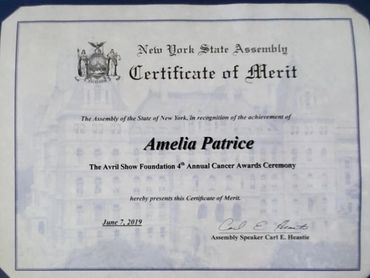 New York State Assembly
Certificate of Merit
The Assembly of the State of New York, In recognition of the achievement of
Amelia Patrice
The Avril Show Foundation 4th Annual Cancer Awards Ceremony
hereby presents this Certificate of Merit.
June 7, 2019
Carl E. Heastie
Assembly Speaker Carl E. Heastie